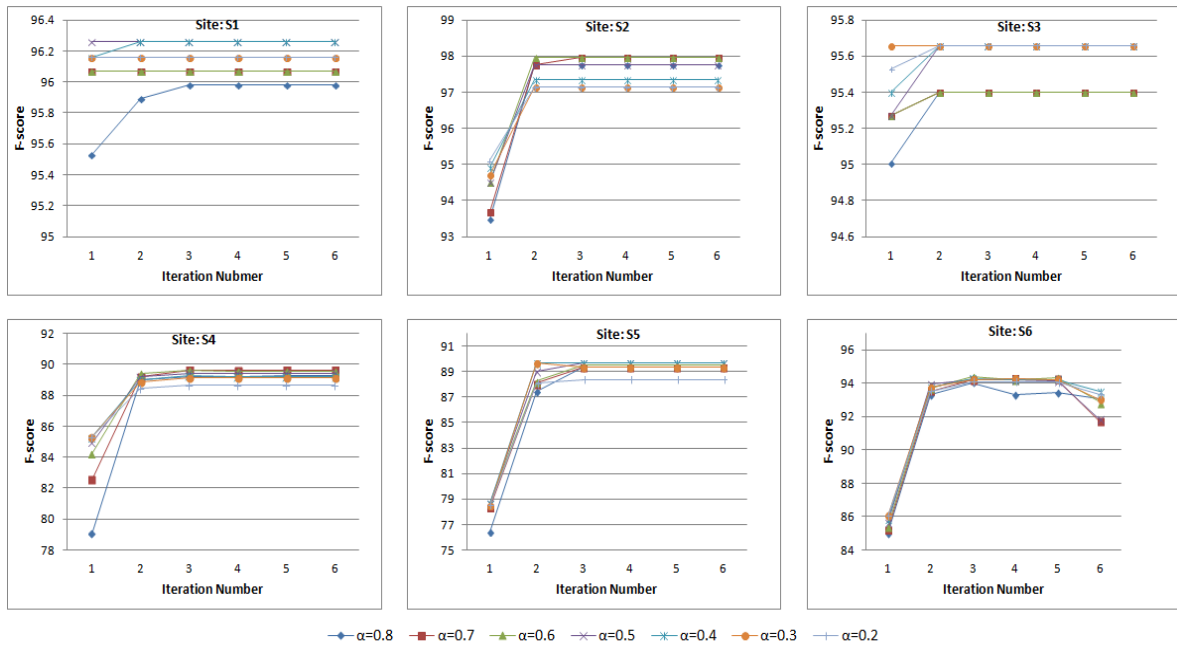 Site: S1
96.4
96.2
96
95.8
95.6
95.4
95.2
95
F-score
1 2 3 4 5 6
Iteration Nubmer
Site: S2
99
98
97
96
95
94
93
F-score
1 2 3 4 5 6
Iteration Number
Site: S3
95.8
95.6
95.4
95.2
95
94.8
94.6
F-score
1 2 3 4 5 6
Iteration Number
Site: S4
92
90
88
86
84
82
80
78
F-score
1 2 3 4 5 6
Iteration Number
Site: S5
91
89
87
85
83
81
79
77
75
F-score
1 2 3 4 5 6
Iteration Number
Site: S6
96
94
92
90
88
86
84
F-score
1 2 3 4 5 6
Iteration Number
α=0.8 α=0.7 α=0.6 α=0.5 α=0.4 α=0.3 α=0.2